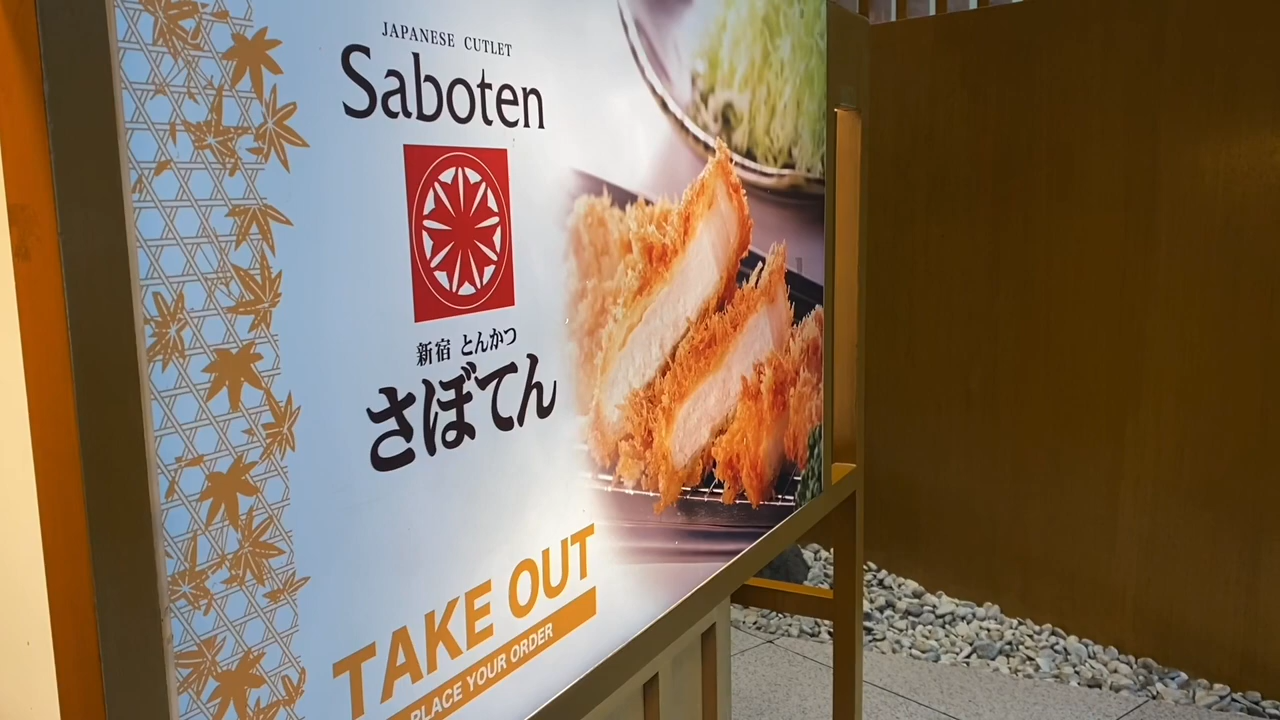 JAPANESE CUTLET
Saboten
新宿 とんかつ
さぼてん
TAKE OUT
PLACE YOUR ORDER